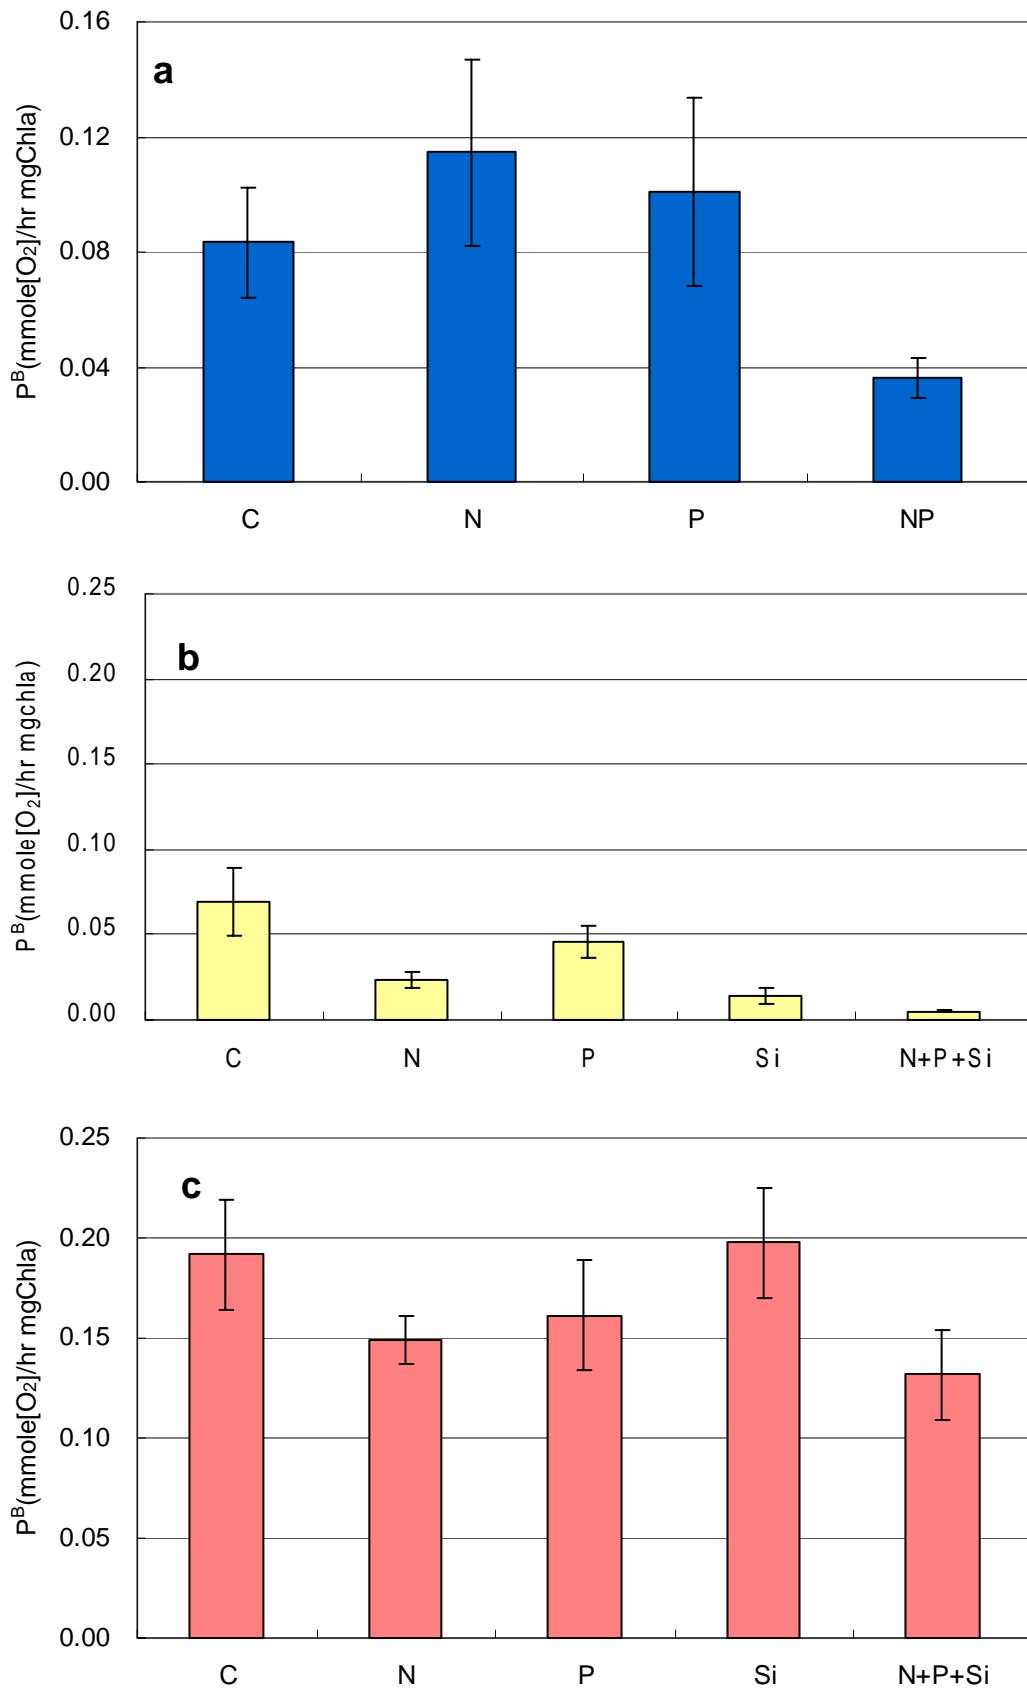 a
P^B(mmole[O₂]/hr mgChla)
0.16
0.12
0.08
0.04
0.00
C N P NP
b
P^B(mmole[O₂]/hr mgchla)
0.25
0.20
0.15
0.10
0.05
0.00
C N P Si N+P+Si
c
P^B(mmole[O₂]/hr mgChla)
0.25
0.20
0.15
0.10
0.05
0.00
C N P Si N+P+Si